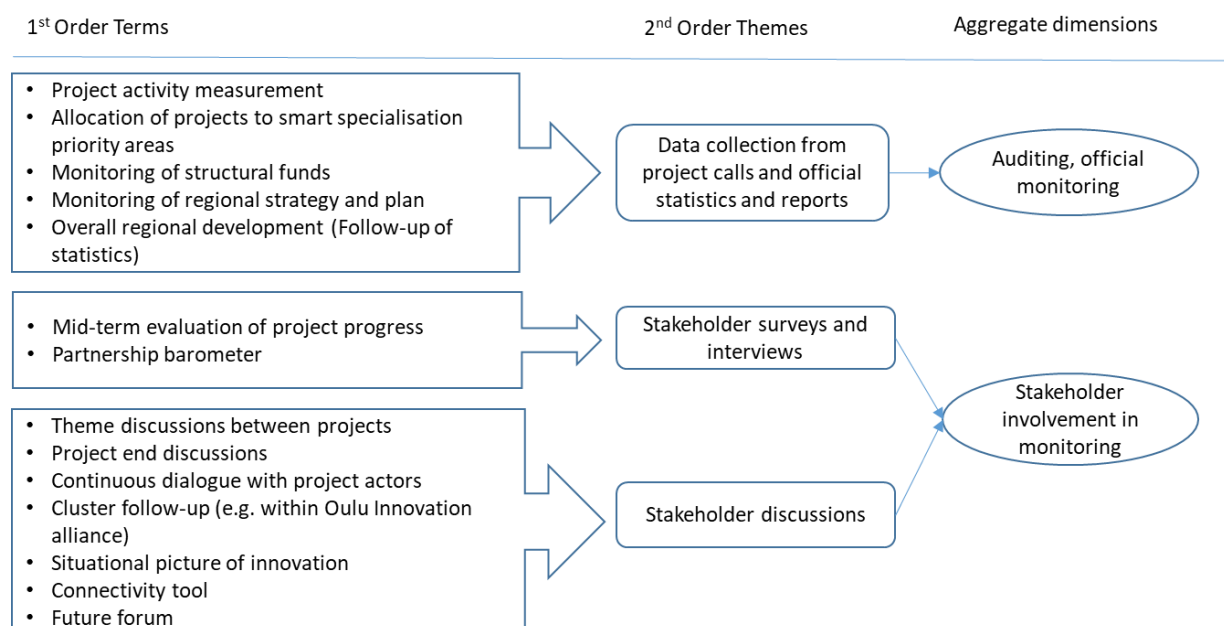 1st Order Terms
2nd Order Themes
Aggregate dimensions
• Project activity measurement
• Allocation of projects to smart specialisation
priority areas
• Monitoring of structural funds
• Monitoring of regional strategy and plan
• Overall regional development (Follow-up of
statistics)
Data collection from
project calls and official
statistics and reports
Auditing, official
monitoring
• Mid-term evaluation of project progress
• Partnership barometer
Stakeholder surveys and
interviews
• Theme discussions between projects
• Project end discussions
• Continuous dialogue with project actors
• Cluster follow-up (e.g. within Oulu Innovation
alliance)
• Situational picture of innovation
• Connectivity tool
• Future forum
Stakeholder discussions
Stakeholder
involvement in
monitoring